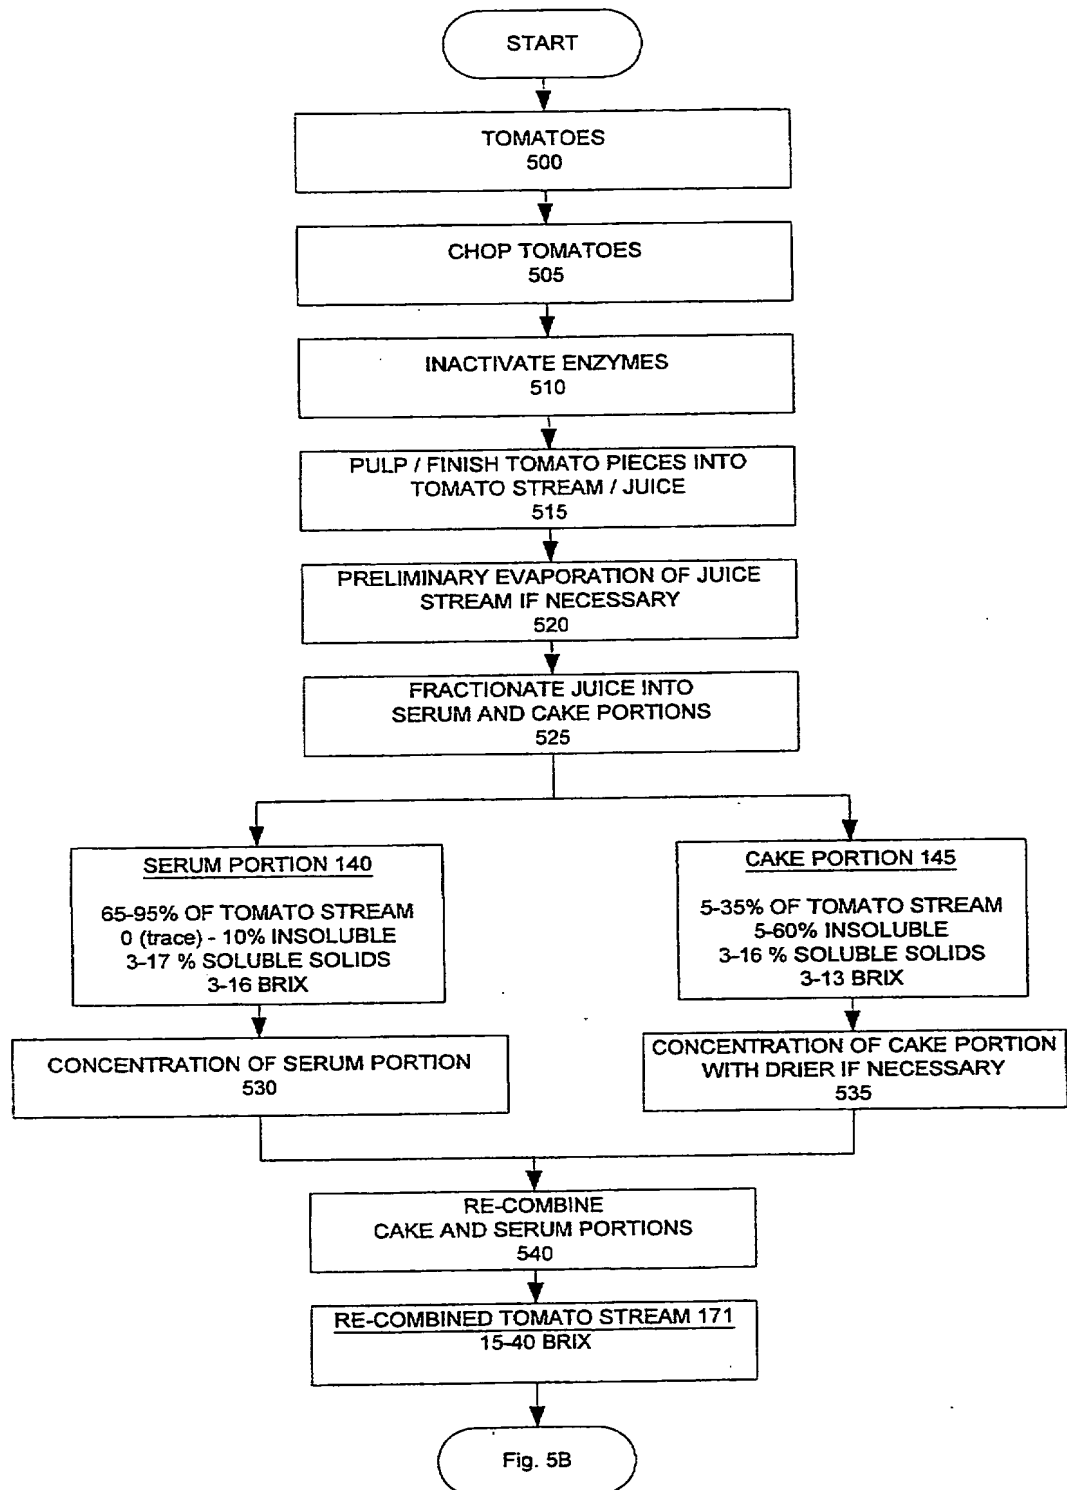 START
TOMATOES
500
CHOP TOMATOES
505
INACTIVATE ENZYMES
510
PULP / FINISH TOMATO PIECES INTO
TOMATO STREAM / JUICE
515
PRELIMINARY EVAPORATION OF JUICE
STREAM IF NECESSARY
520
FRACTIONATE JUICE INTO
SERUM AND CAKE PORTIONS
525
SERUM PORTION 140
65-95% OF TOMATO STREAM
0 (trace) - 10% INSOLUBLE
3-17 % SOLUBLE SOLIDS
3-16 BRIX
CAKE PORTION 145
5-35% OF TOMATO STREAM
5-60% INSOLUBLE
3-16 % SOLUBLE SOLIDS
3-13 BRIX
CONCENTRATION OF SERUM PORTION
530
CONCENTRATION OF CAKE PORTION
WITH DRIER IF NECESSARY
535
RE-COMBINE
CAKE AND SERUM PORTIONS
540
RE-COMBINED TOMATO STREAM 171
15-40 BRIX
Fig. 5B